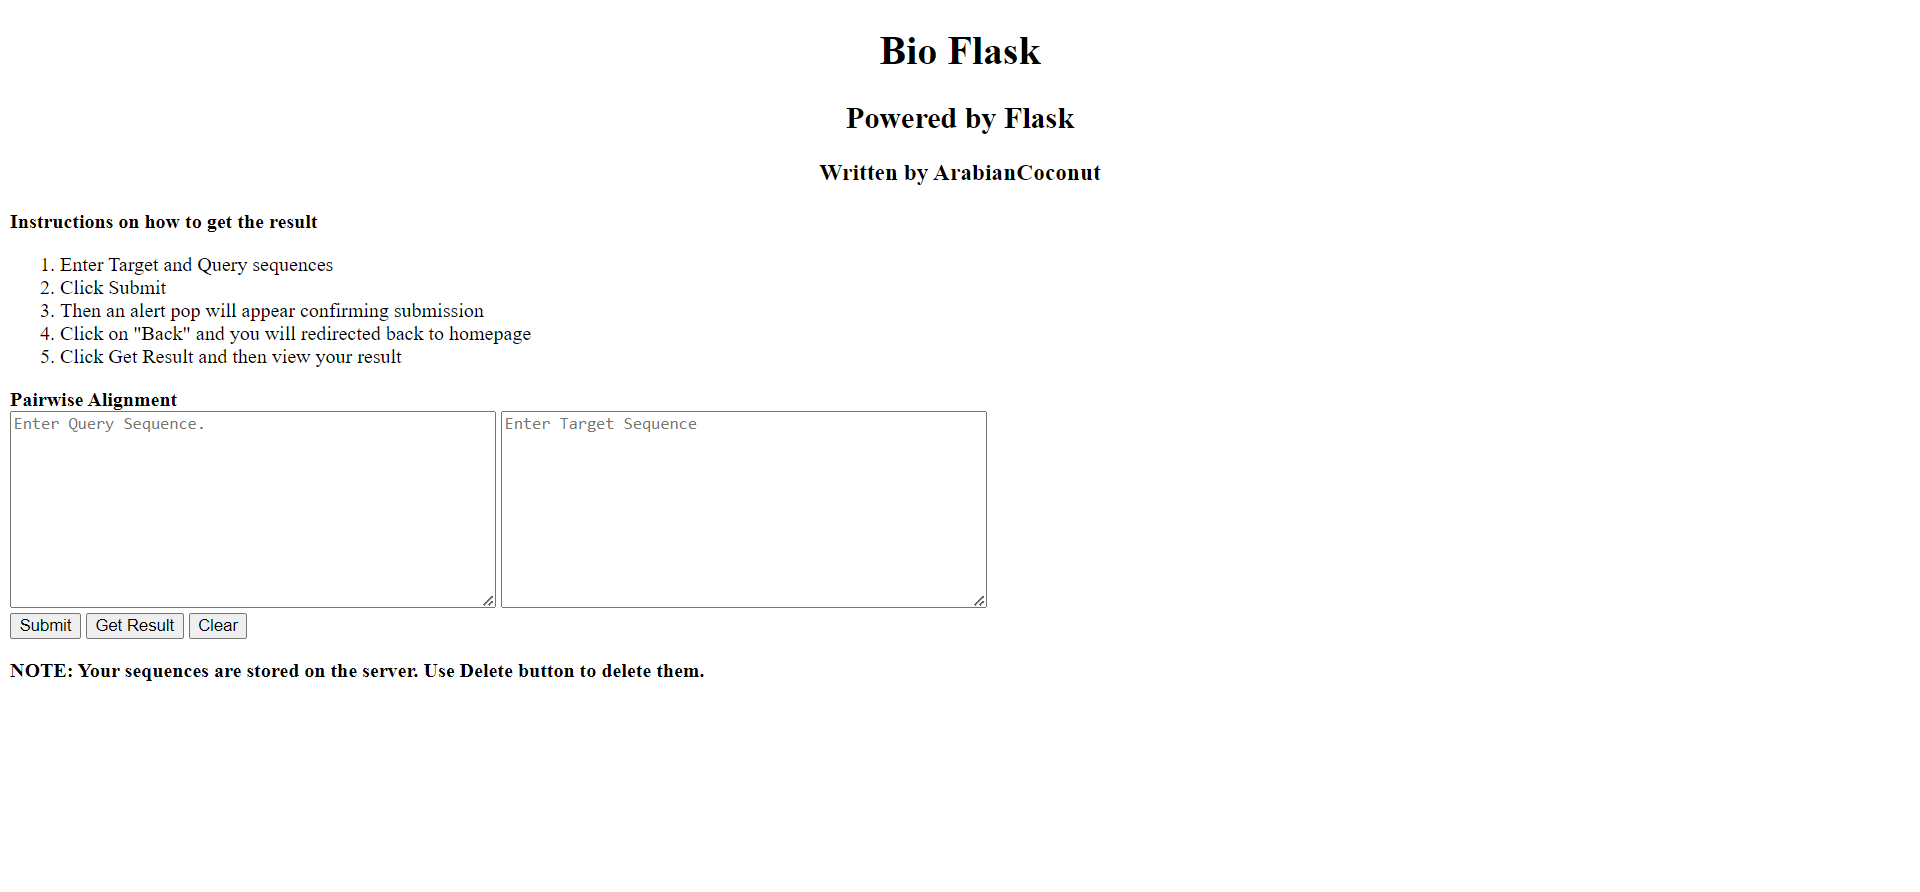 Bio Flask
Powered by Flask
Written by ArabianCoconut
Instructions on how to get the result
1. Enter Target and Query sequences
2. Click Submit
3. Then an alert pop will appear confirming submission
4. Click on "Back" and you will redirected back to homepage
5. Click Get Result and then view your result
Pairwise Alignment
Enter Query Sequence. Enter Target Sequence
Submit Get Result Clear
NOTE: Your sequences are stored on the server. Use Delete button to delete them.